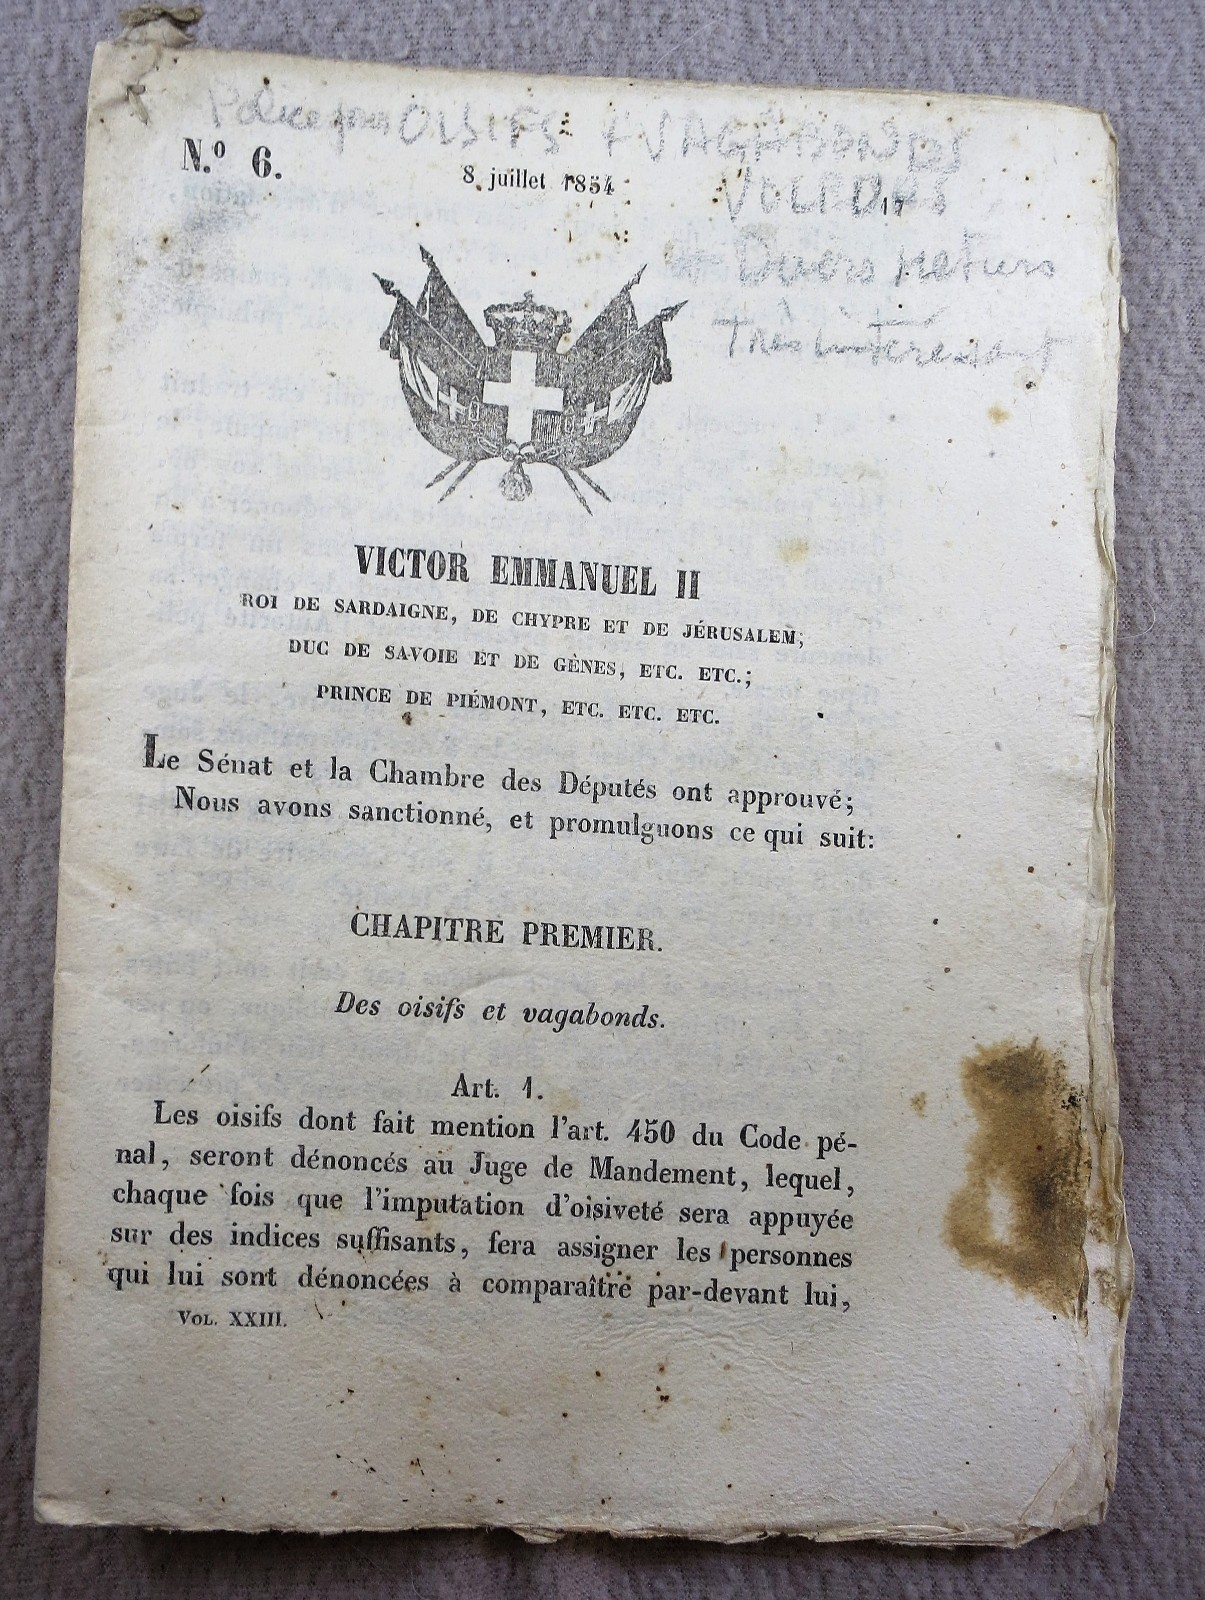 Police pour OISIFS + VAGABONDS
N.º 6.
8 juillet 1854
VOLEURS
17
Divers
Très intéressant
VICTOR EMMANUEL II
ROI DE SARDAIGNE, DE CHYPRE ET DE JÉRUSALEM,
DUC DE SAVOIE ET DE GÈNES, ETC. ETC.;
PRINCE DE PIÉMONT, ETC. ETC. ETC.
Le Sénat et la Chambre des Députés ont approuvé;
Nous avons sanctionné, et promulguons ce qui suit:
CHAPITRE PREMIER.
Des oisifs et vagabonds.
Art. 1.
Les oisifs dont fait mention l'art. 450 du Code pé-
nal, seront dénoncés au Juge de Mandement, lequel,
chaque fois que l'imputation d'oisiveté sera appuyée
sur des indices suffisants, fera assigner les personnes
qui lui sont dénoncées à comparaître par-devant lui,
VOL. XXIII.